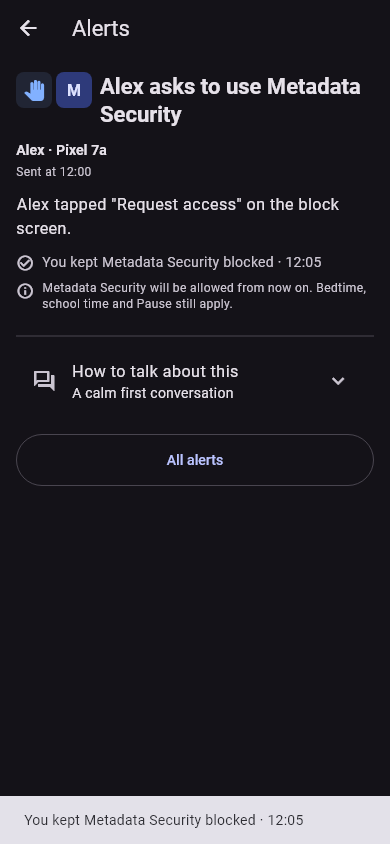 Alerts
M
Alex asks to use Metadata
Security
Alex · Pixel 7a
Sent at 12:00
Alex tapped "Request access" on the block
screen.
You kept Metadata Security blocked · 12:05
Metadata Security will be allowed from now on. Bedtime,
school time and Pause still apply.
How to talk about this
A calm first conversation
All alerts
You kept Metadata Security blocked · 12:05